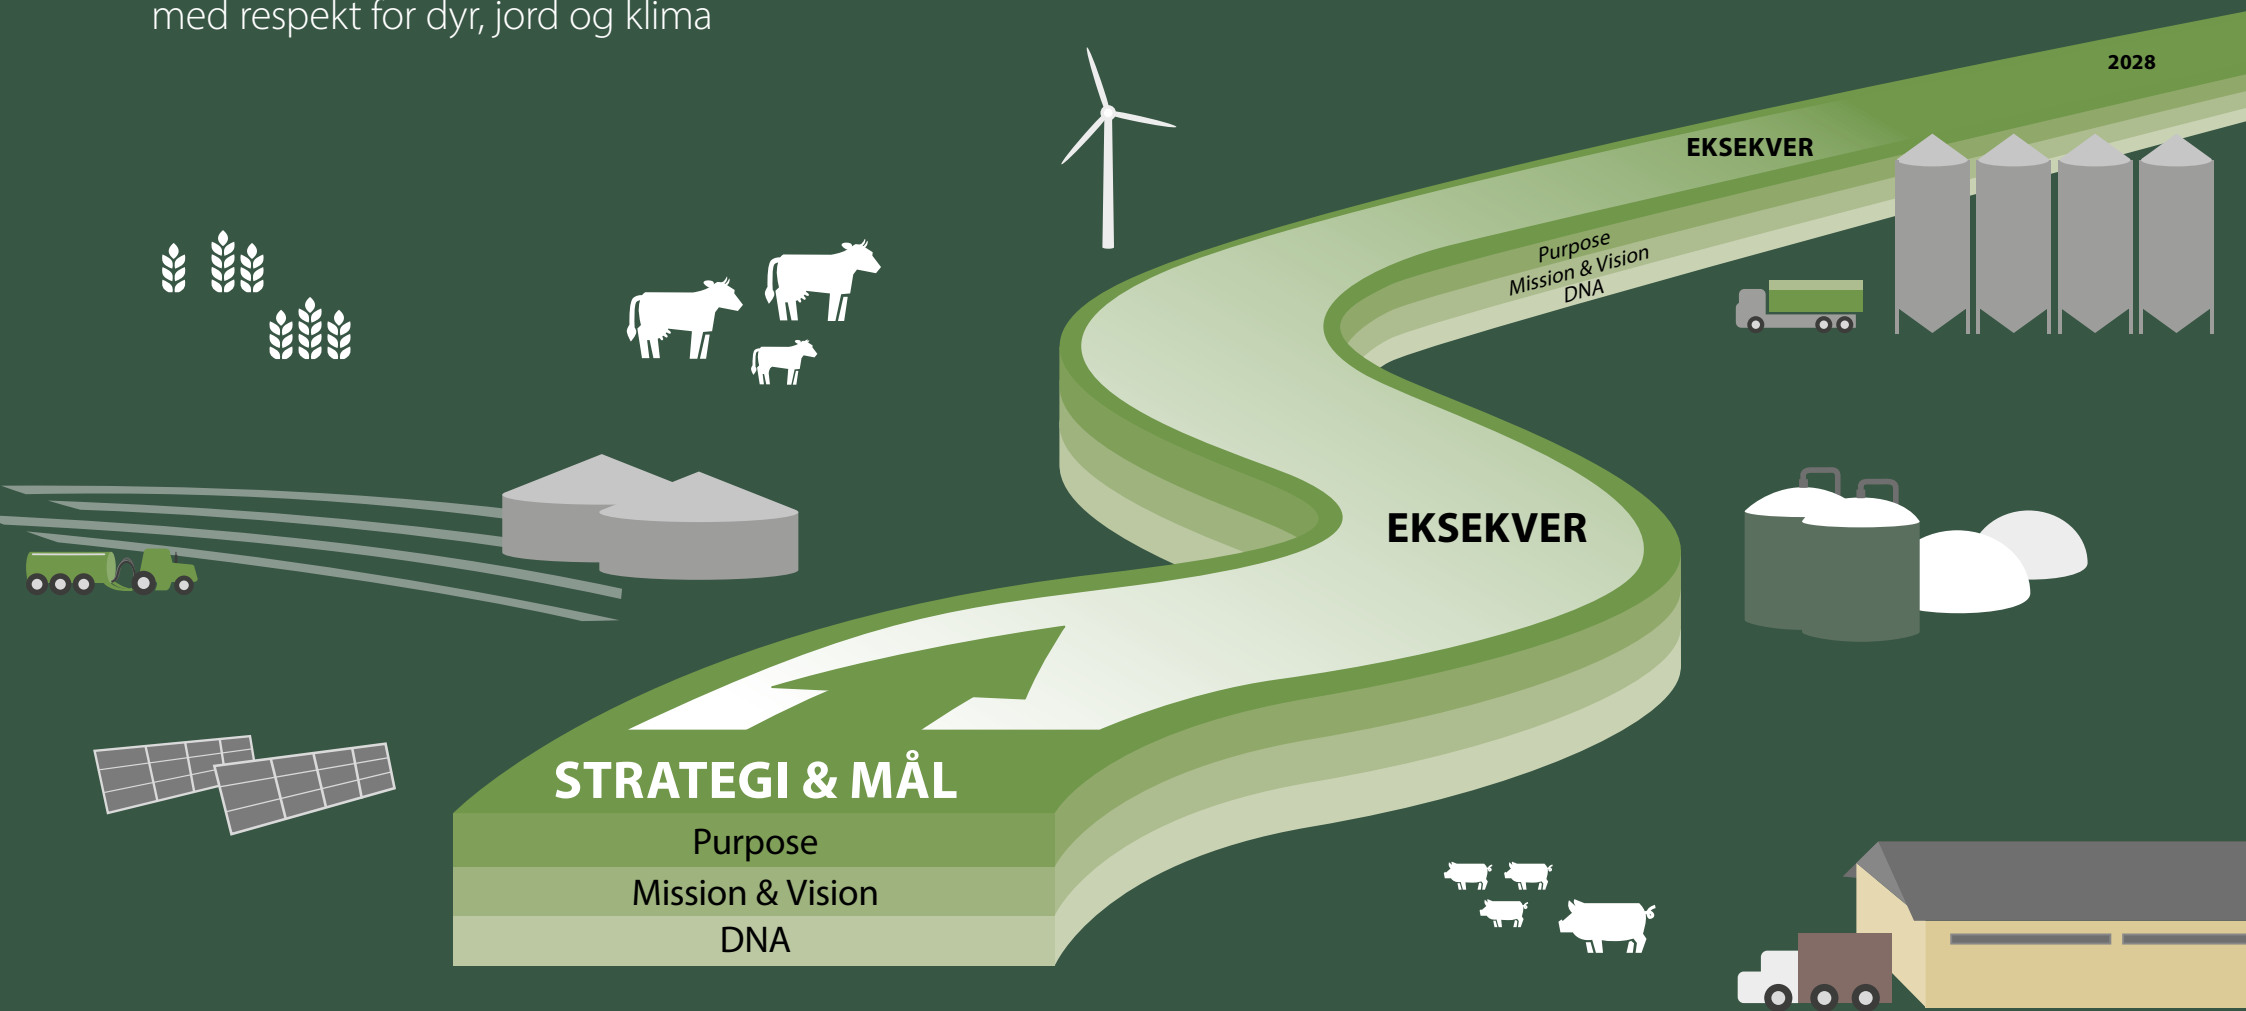 med respekt for dyr, jord og klima
2028
EKSEKVER
Purpose
Mission & Vision
DNA
EKSEKVER
STRATEGI & MÅL
Purpose
Mission & Vision
DNA